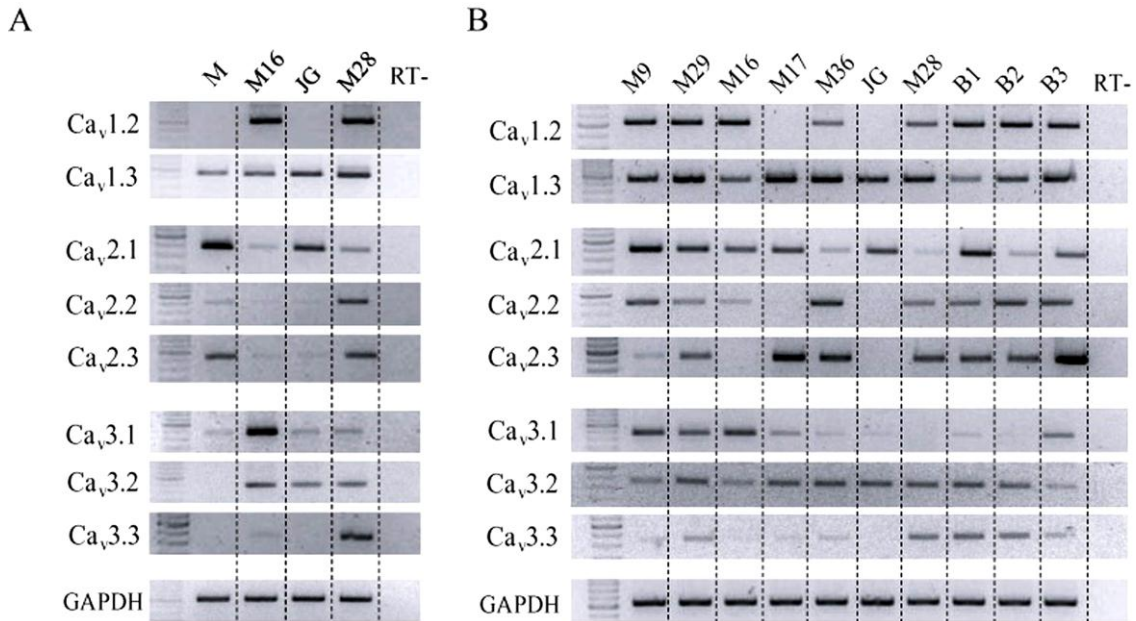 A
B
M M16 JG M28 RT-
M9 M29 M16 M17 M36 JG M28 B1 B2 B3 RT-
Cav1.2
Cav1.3
Cav2.1
Cav2.2
Cav2.3
Cav3.1
Cav3.2
Cav3.3
GAPDH
Cav1.2
Cav1.3
Cav2.1
Cav2.2
Cav2.3
Cav3.1
Cav3.2
Cav3.3
GAPDH